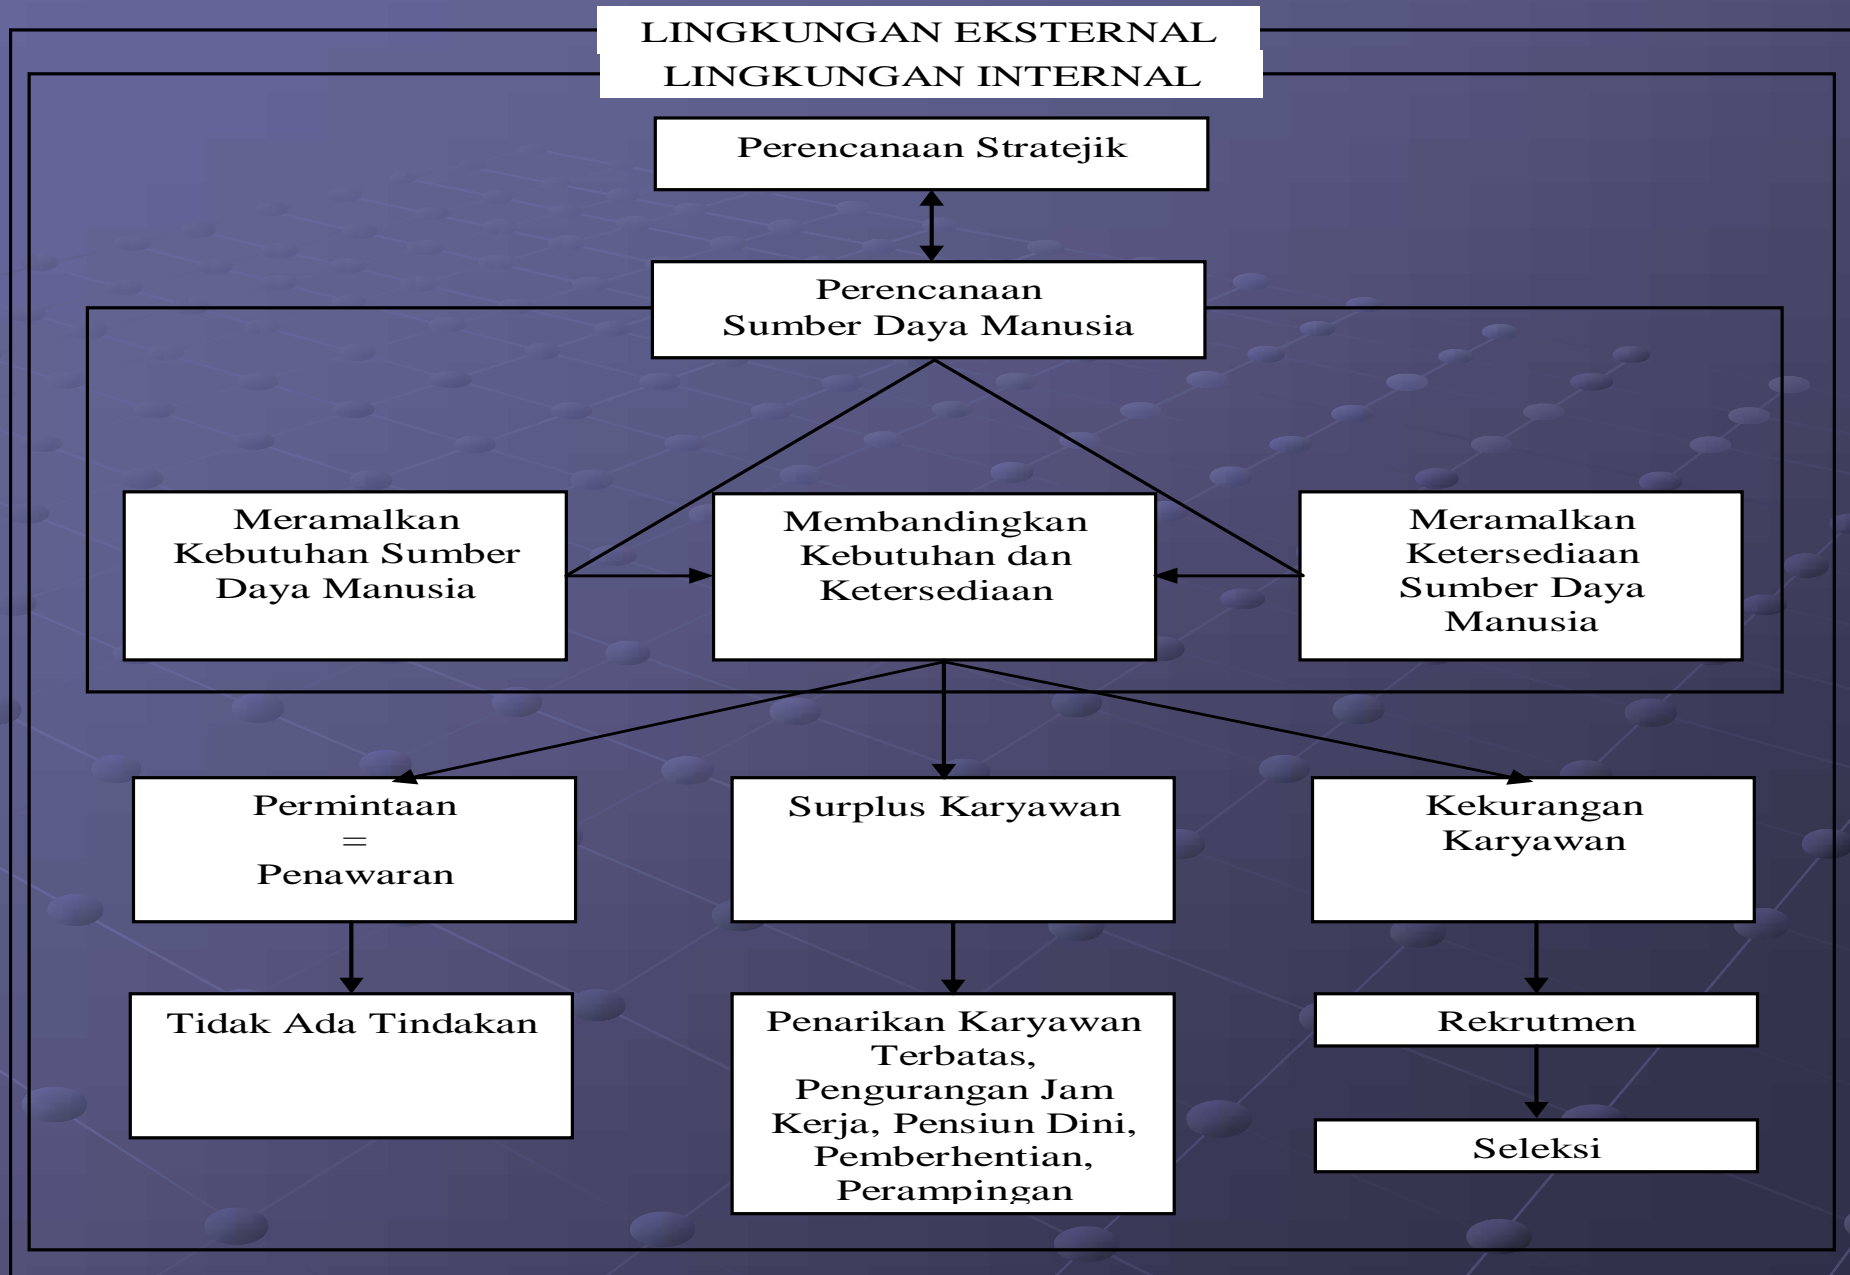 LINGKUNGAN EKSTERNAL
LINGKUNGAN INTERNAL
Perencanaan Stratejik
Perencanaan
Sumber Daya Manusia
Meramalkan
Kebutuhan Sumber
Daya Manusia
Membandingkan
Kebutuhan dan
Ketersediaan
Meramalkan
Ketersediaan
Sumber Daya
Manusia
Permintaan
=
Penawaran
Surplus Karyawan
Kekurangan
Karyawan
Tidak Ada Tindakan
Penarikan Karyawan
Terbatas,
Pengurangan Jam
Kerja, Pensiun Dini,
Pemberhentian,
Perampingan
Rekrutmen
Seleksi